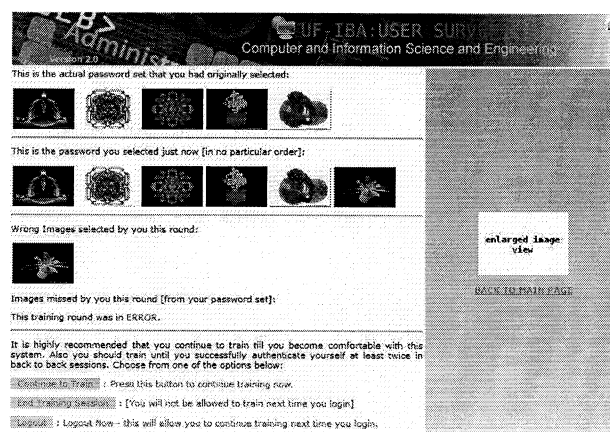 UF-IBA:USER SURV
Administ
Computer and Information Science and Engineering
Version 2.0
This is the actual password set that you had originally selected:
This is the password you selected just now [in no particular order]:
Wrong Images selected by you this round:
enlarged image
view
BACK TO MAIN PAGE
Images missed by you this round [from your password set]:
This training round was in ERROR.
It is highly recommended that you continue to train till you become comfortable with this
system. Also you should train until you successfully authenticate yourself at least twice in
back to back sessions. Choose from one of the options below:
Continue to Train : Press this button to continue training now.
End Training Session : [You will not be allowed to train next time you login]
Logout : Logout Now - this will allow you to continue training next time you login.